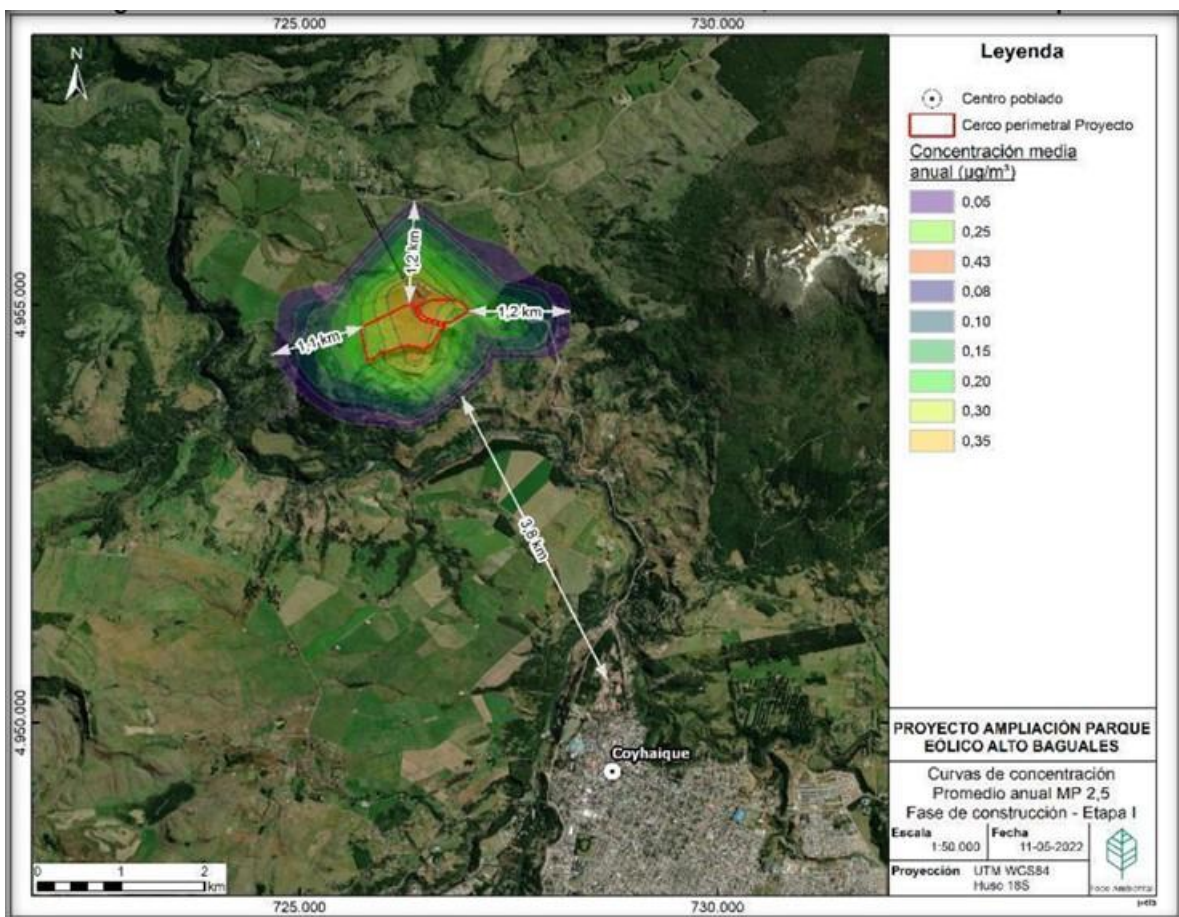 725.000
730.000
N
4.955.000
4.950.000
1,2 km
1,2 km
1,1 km
3,8 km
Coyhaique
0 1 2
km
725.000
730.000
Leyenda
Centro poblado
Cerco perimetral Proyecto
Concentración media
anual (µg/m³)
0,05
0,25
0,43
0,08
0,10
0,15
0,20
0,30
0,35
PROYECTO AMPLIACIÓN PARQUE
EÓLICO ALTO BAGUALES
Curvas de concentración
Promedio anual MP 2,5
Fase de construcción - Etapa I
Escala
1:50.000
Fecha
11-05-2022
Proyección UTM WGS84
Huso 18S